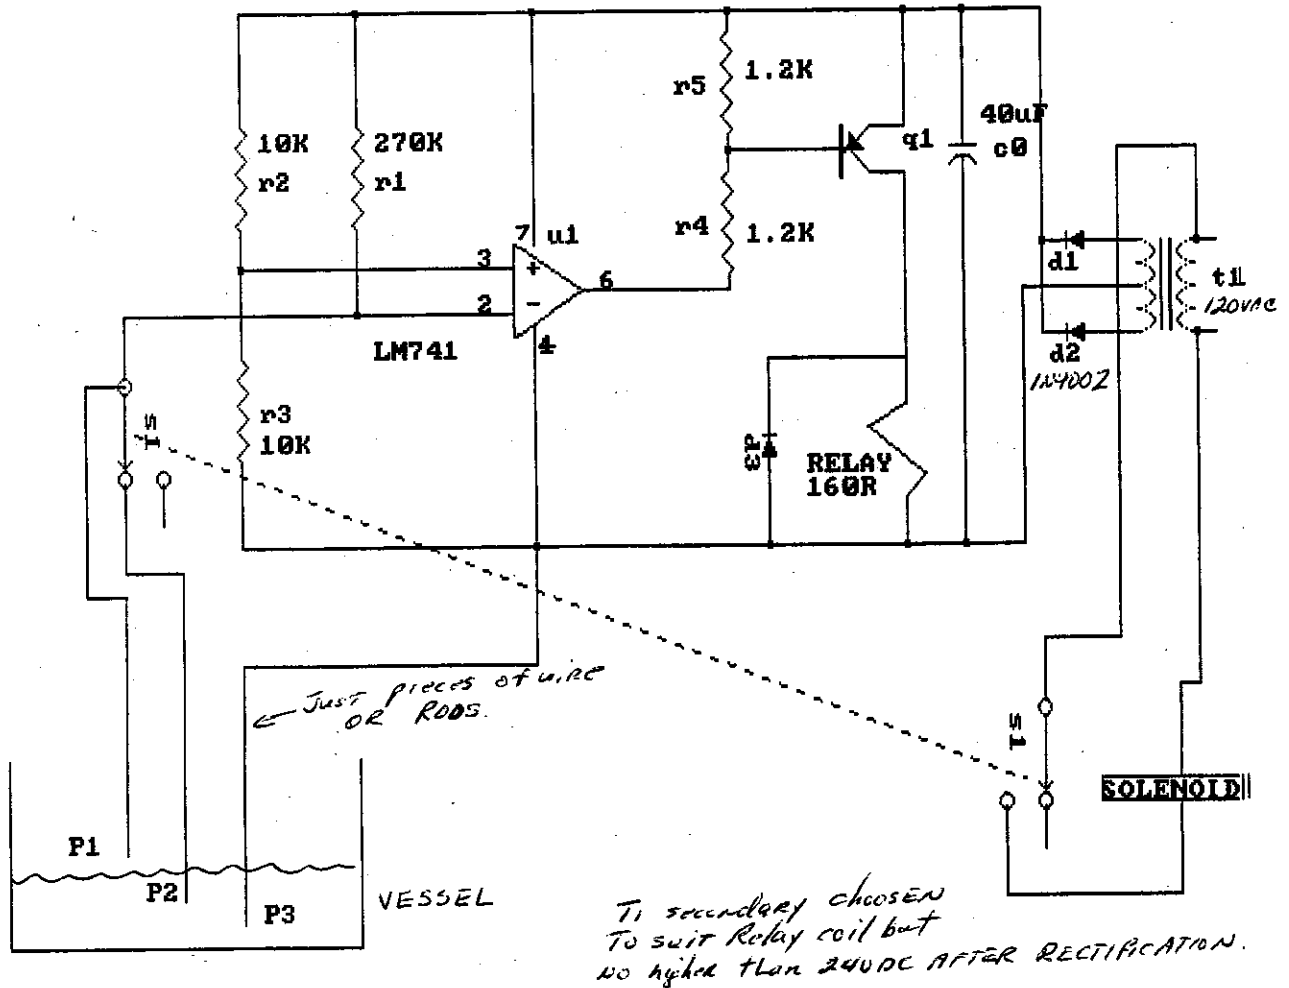 r5 1.2K
10K
r2
270K
r1
q1
40uF
c0
r4 1.2K
7 u1
3
+
6
2
-
4
LM741
d1
t1
120VAC
d2
1N4002
s1
r3
10K
d3
RELAY
160R
Just pieces of wire
OR RODS.
s1
SOLENOID
P1
P2
P3
VESSEL
T1 secondary choosen
To suit Relay coil but
NO higher than 24VDC AFTER RECTIFICATION.